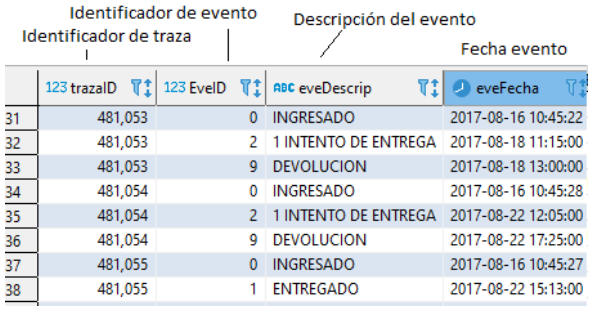 Identificador de evento
Descripción del evento
Identificador de traza
Fecha evento
123 trazaID 123 EveID ABC eveDescrip eveFecha
31 481,053 0 INGRESADO 2017-08-16 10:45:22
32 481,053 2 1 INTENTO DE ENTREGA 2017-08-18 11:15:00
33 481,053 9 DEVOLUCION 2017-08-18 13:00:00
34 481,054 0 INGRESADO 2017-08-16 10:45:28
35 481,054 2 1 INTENTO DE ENTREGA 2017-08-22 12:05:00
36 481,054 9 DEVOLUCION 2017-08-22 17:25:00
37 481,055 0 INGRESADO 2017-08-16 10:45:27
38 481,055 1 ENTREGADO 2017-08-22 15:13:00